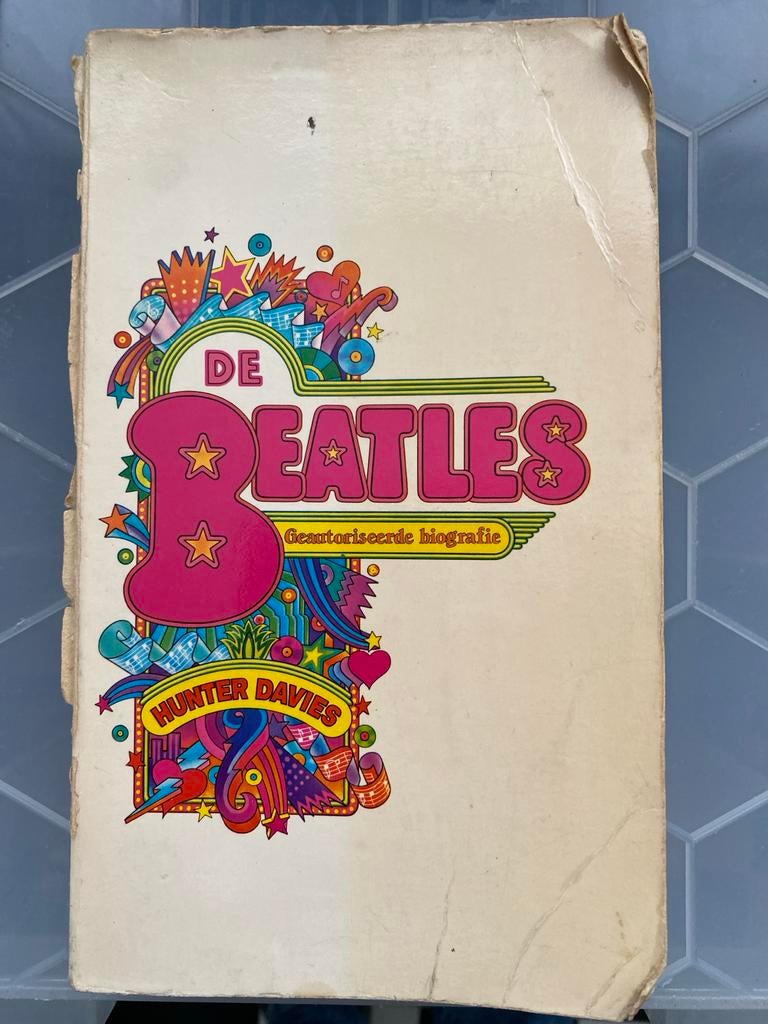 DE
BEATLES
Geautoriseerde biografie
HUNTER DAVIES